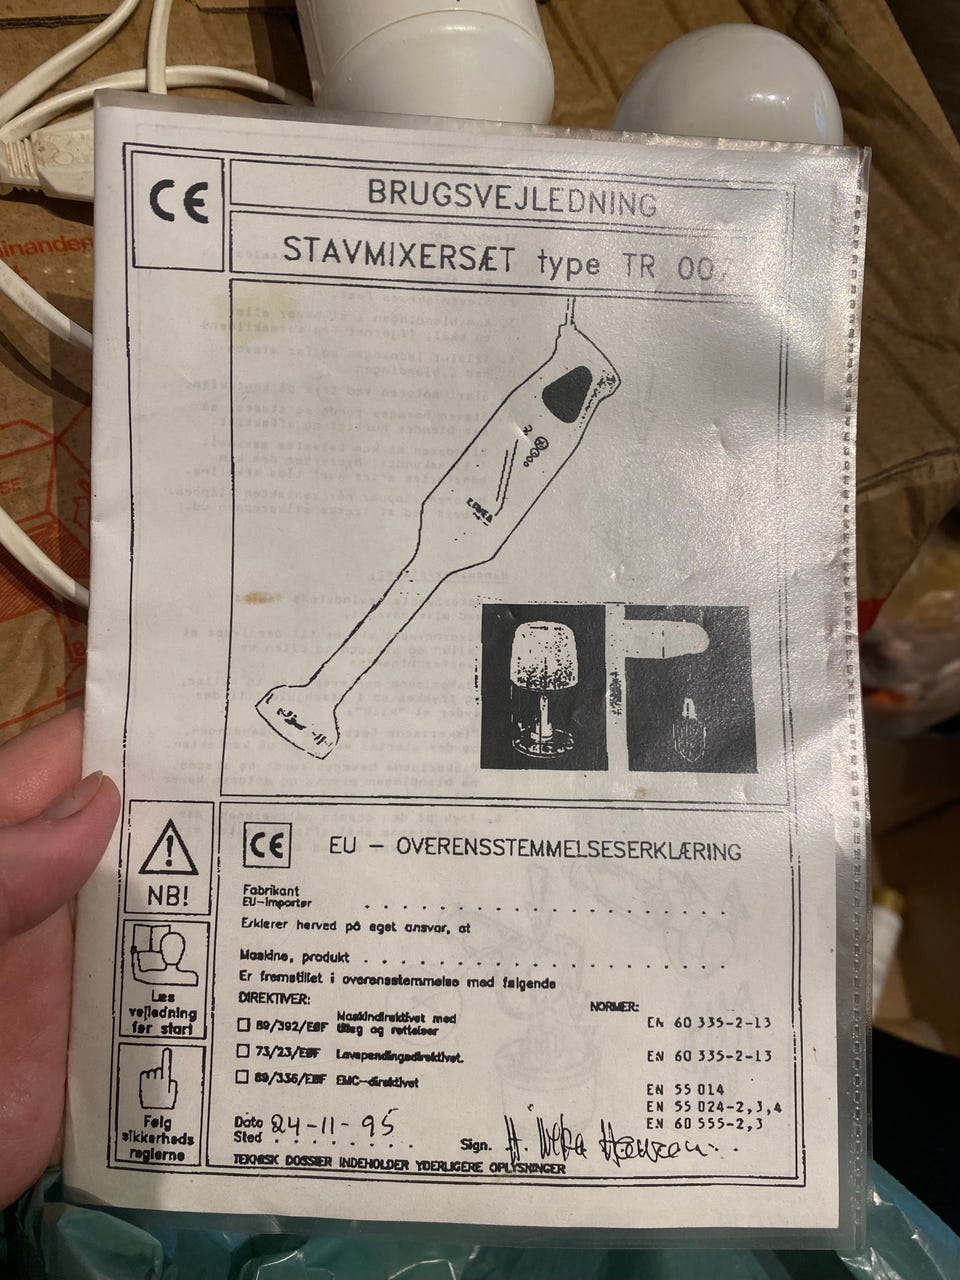 CE
BRUGSVEJLEDNING
STAVMIXERSÆT type TR 00
NB!
Læs
vejledning
før start
Følg
sikkerheds
reglerne
CE
EU – OVERENSSTEMMELSESERKLÆRING
Fabrikant
EU-Importør . . . . . . . . . . . . . . . . . . .
Erklærer herved på eget ansvar, at
Maskine, produkt . . . . . . . . . . . . . . . . . . .
Er fremstillet i overensstemmelse med følgende
DIREKTIVER: NORMER:
89/392/EØF Maskindirektivet med tillæg og rettelser EN 60 335-2-13
73/23/EØF Lavspændingsdirektivet. EN 60 335-2-13
89/336/EØF EMC-direktivet EN 55 014
EN 55 024-2,3,4
EN 60 555-2,3
Dato 24-11-95
Sted . . . . . . . . Sign.
TEKNISK DOSSIER INDEHOLDER YDERLIGERE OPLYSNINGER